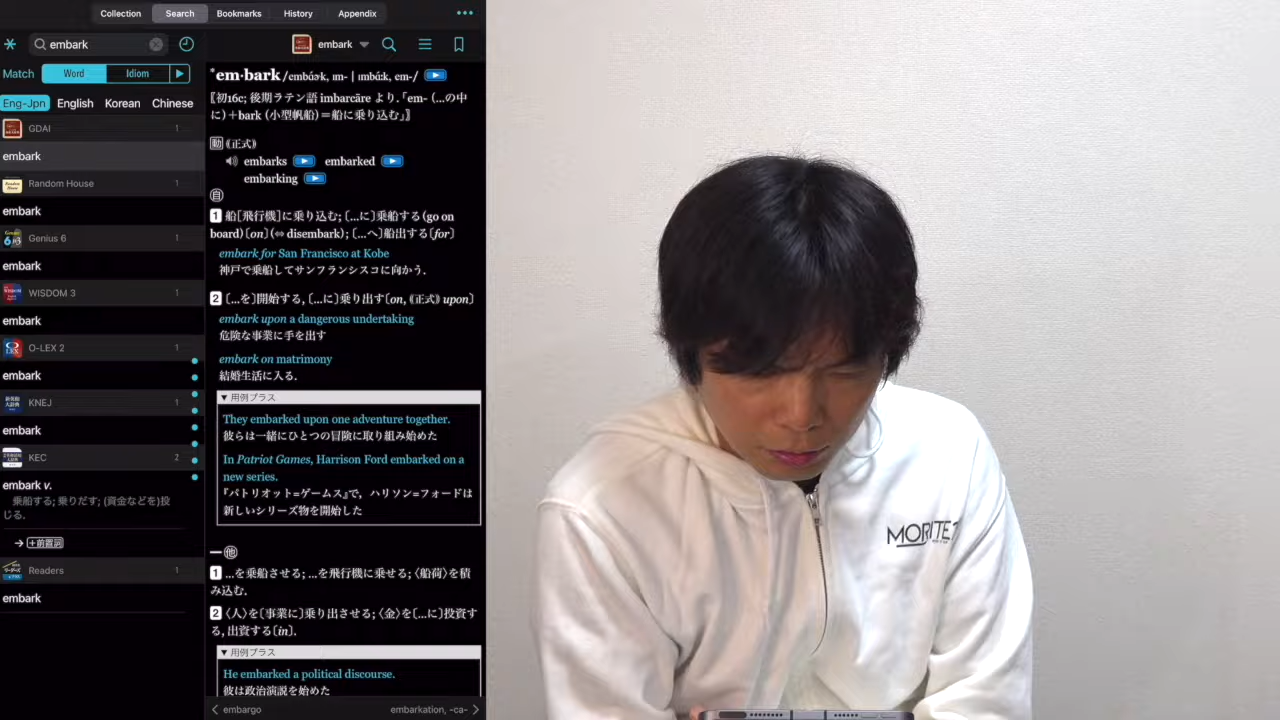 Collection
Search
Bookmarks
History
Appendix
embark
Match
Word
Idiom
Eng-Jpn
English
Korean
Chinese
GDAI
1
embark
Random House
1
embark
Genius 6
1
embark
WISDOM 3
1
embark
O-LEX 2
1
embark
KNEJ
1
embark
KEC
2
embark v.
乗船する; 乗りだす; (資金などを)投
じる.
→ +前置詞
Readers
1
embark
embark
*em·bark /embáɚk, ɪm- | ɪmbáːk, em-/
〖初16c; 後期ラテン語 imbarcāre より.「em- (…の中
に)+bark (小型帆船)=船に乗り込む」〗
動 《正式》
embarks embarked
embarking
自
1 船[飛行機]に乗り込む; 〔…に〕乗船する(go on
board)〔on〕(⇔ disembark); 〔…へ〕船出する〔for〕
embark for San Francisco at Kobe
神戸で乗船してサンフランシスコに向かう.
2 〔…を〕開始する, 〔…に〕乗り出す〔on, 《正式》 upon〕
embark upon a dangerous undertaking
危険な事業に手を出す
embark on matrimony
結婚生活に入る.
▼ 用例プラス
They embarked upon one adventure together.
彼らは一緒にひとつの冒険に取り組み始めた
In Patriot Games, Harrison Ford embarked on a
new series.
『パトリオット=ゲームス』で, ハリソン=フォードは
新しいシリーズ物を開始した
—他
1 …を乗船させる; …を飛行機に乗せる; 〈船荷〉を積
み込む.
2 〈人〉を〔事業に〕乗り出させる; 〈金〉を〔…に〕投資す
る, 出資する〔in〕.
▼ 用例プラス
He embarked a political discourse.
彼は政治演説を始めた
embargo
embarkation, -ca-